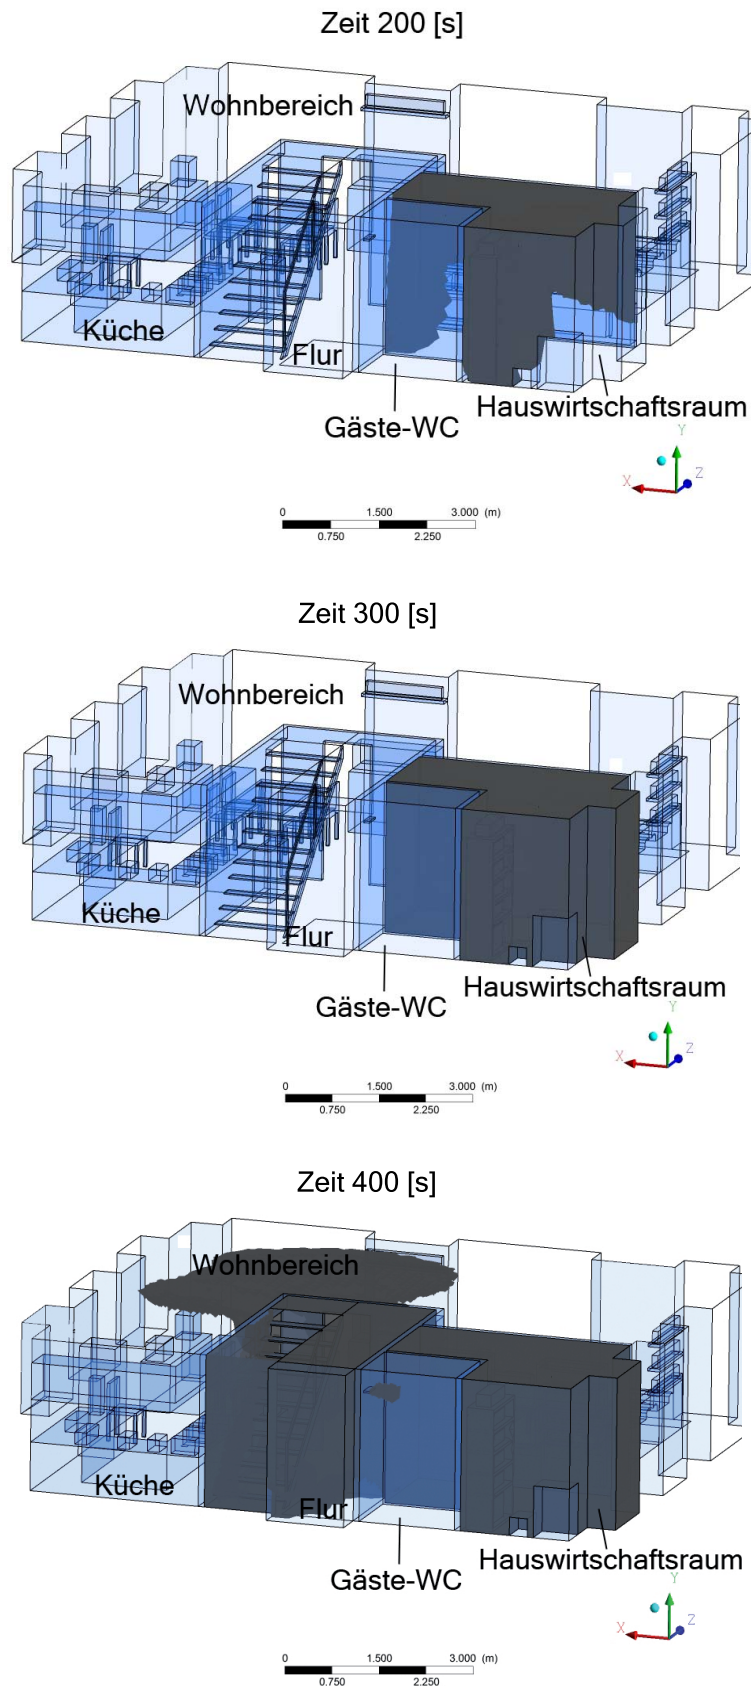 Zeit 200 [s]
Wohnbereich
Küche
Flur
Gäste-WC
Hauswirtschaftsraum
Y
X
Z
0 1.500 3.000 (m)
0.750 2.250
Zeit 300 [s]
Wohnbereich
Küche
Flur
Hauswirtschaftsraum
Gäste-WC
Y
X
Z
0 1.500 3.000 (m)
0.750 2.250
Zeit 400 [s]
Wohnbereich
Küche
Flur
Hauswirtschaftsraum
Gäste-WC
Y
X
Z
0 1.500 3.000 (m)
0.750 2.250